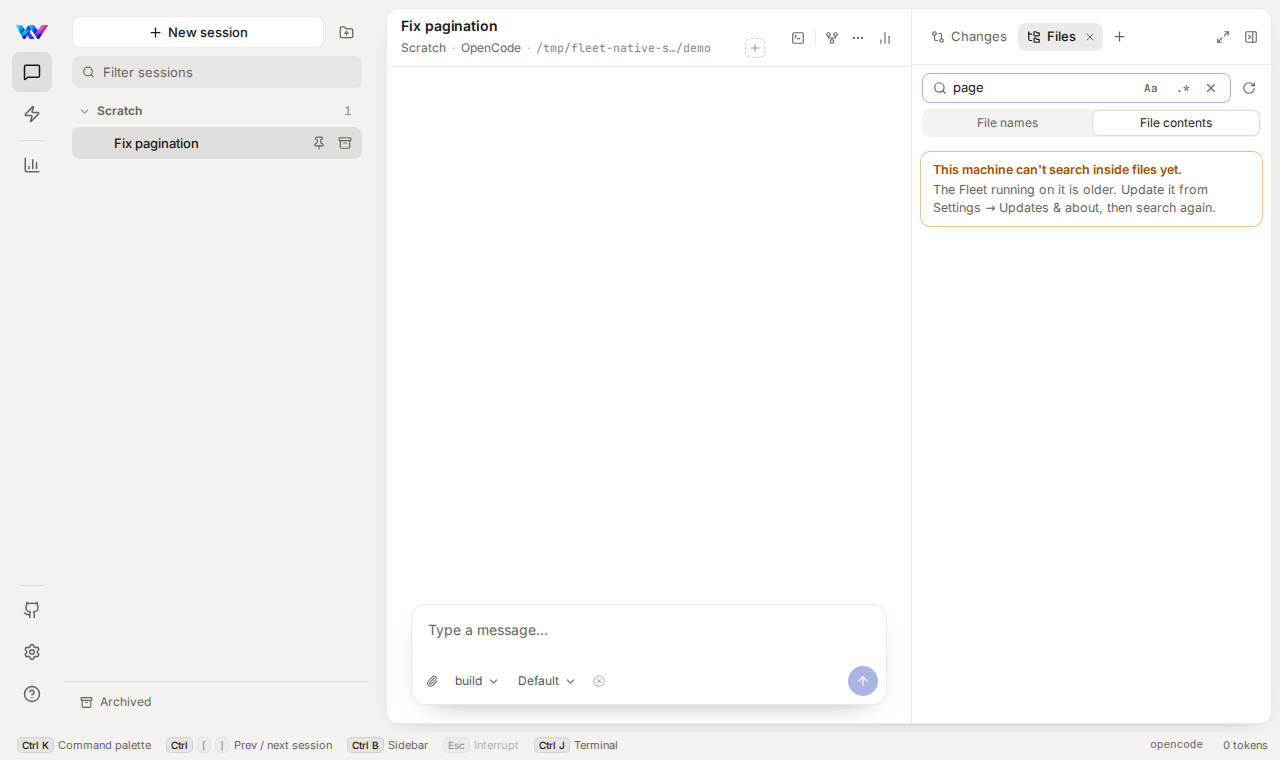 New session
Filter sessions
Scratch 1
Fix pagination
Archived
Fix pagination
Scratch · OpenCode · /tmp/fleet-native-s…/demo
Changes
Files
page
Aa
.*
File names
File contents
This machine can't search inside files yet.
The Fleet running on it is older. Update it from
Settings → Updates & about, then search again.
Type a message...
build
Default
Ctrl K Command palette
Ctrl [ ] Prev / next session
Ctrl B Sidebar
Esc Interrupt
Ctrl J Terminal
opencode
0 tokens